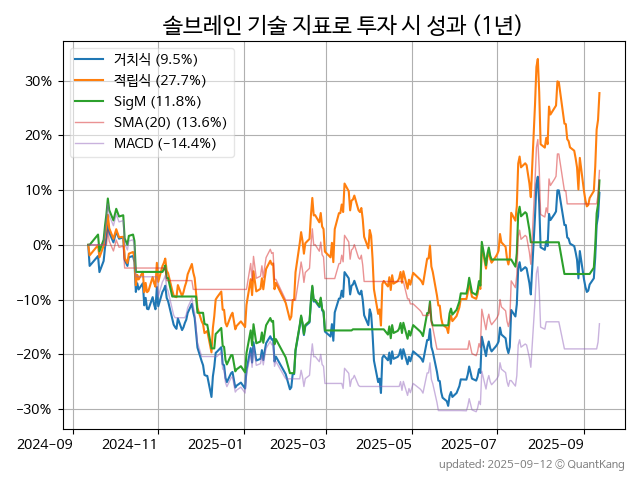 솔브레인 기술 지표로 투자 시 성과 (1년)
거치식 (9.5%)
적립식 (27.7%)
SigM (11.8%)
SMA(20) (13.6%)
MACD (−14.4%)
30%
20%
10%
0%
−10%
−20%
−30%
2024-09
2024-11
2025-01
2025-03
2025-05
2025-07
2025-09
updated: 2025-09-12 © QuantKang